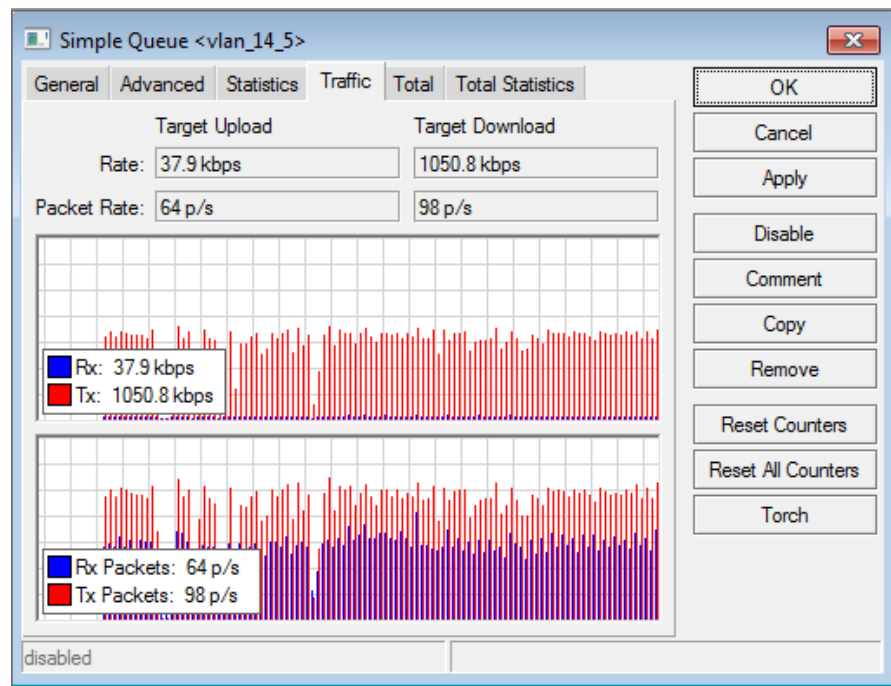 Simple Queue <vlan_14_5>
General Advanced Statistics Traffic Total Total Statistics
Target Upload Target Download
Rate: 37.9 kbps 1050.8 kbps
Packet Rate: 64 p/s 98 p/s
Rx: 37.9 kbps
Tx: 1050.8 kbps
Rx Packets: 64 p/s
Tx Packets: 98 p/s
OK
Cancel
Apply
Disable
Comment
Copy
Remove
Reset Counters
Reset All Counters
Torch
disabled